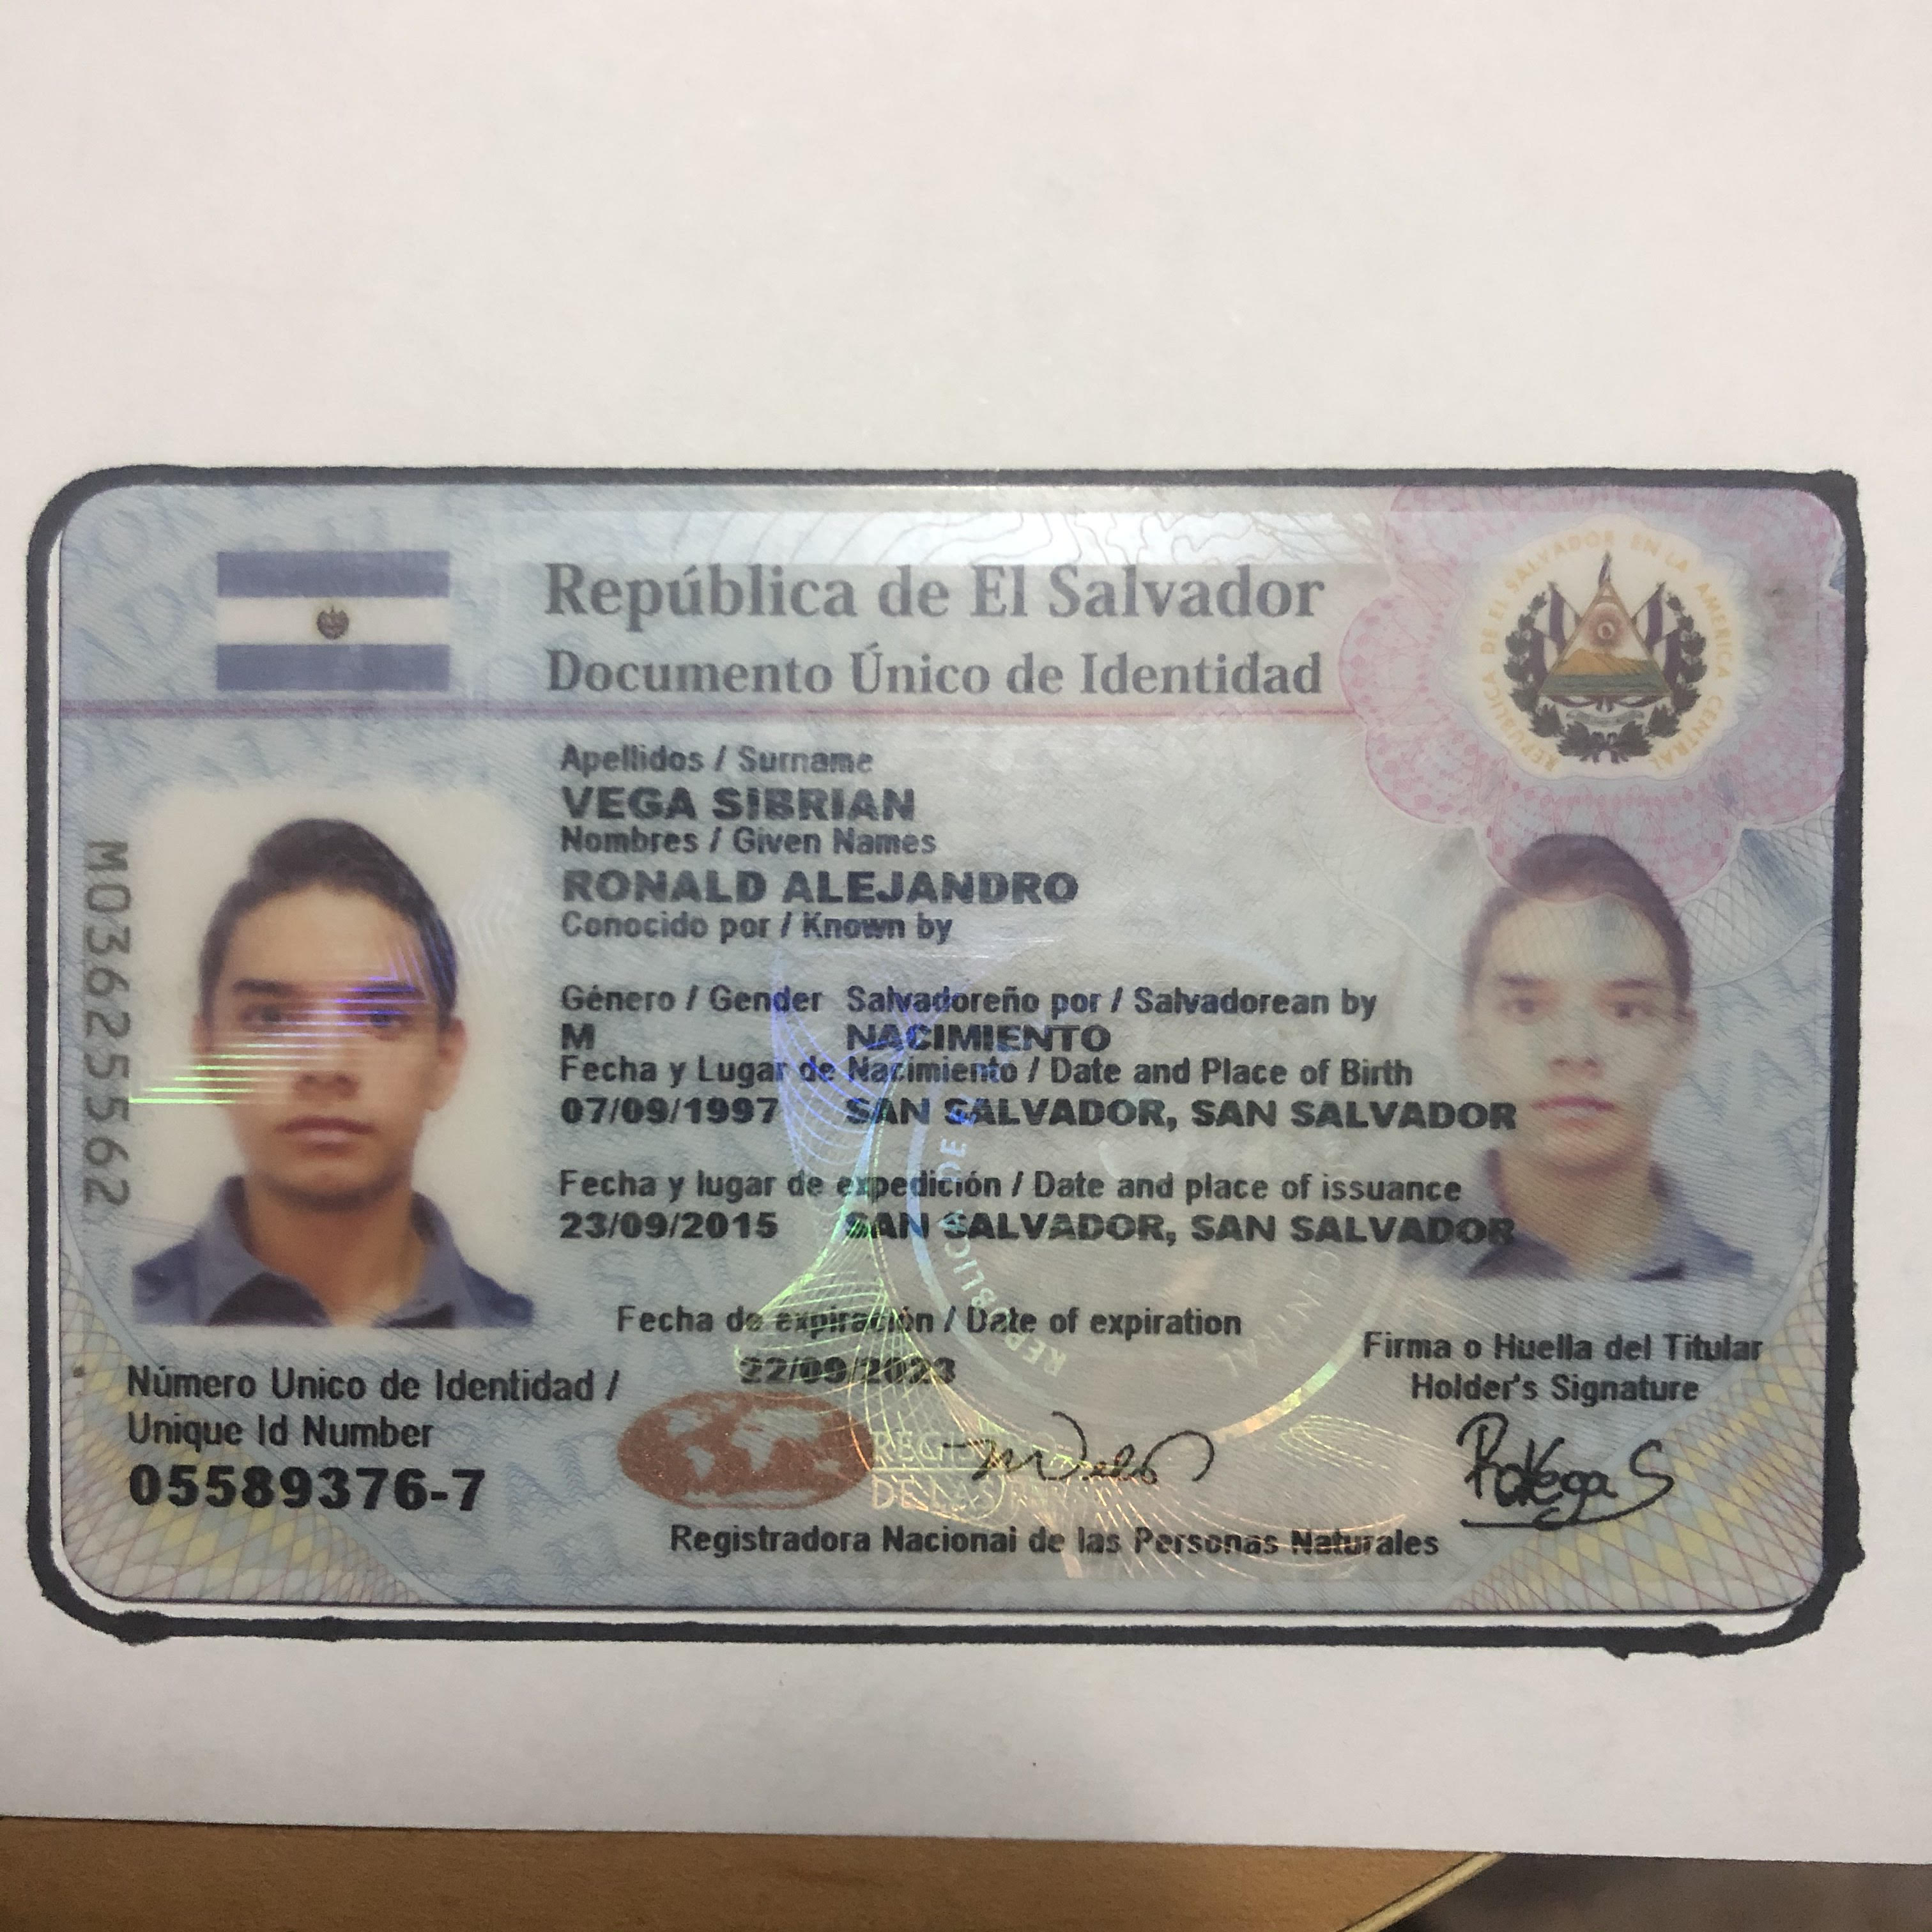 República de El Salvador
Documento Único de Identidad
REPUBLICA DE EL SALVADOR EN LA AMERICA CENTRAL
Apellidos / Surname
VEGA SIBRIAN
Nombres / Given Names
RONALD ALEJANDRO
Conocido por / Known by
Género / Gender Salvadoreño por / Salvadorean by
M NACIMIENTO
Fecha y Lugar de Nacimiento / Date and Place of Birth
07/09/1997 SAN SALVADOR, SAN SALVADOR
Fecha y lugar de expedición / Date and place of issuance
23/09/2015 SAN SALVADOR, SAN SALVADOR
Fecha de expiración / Date of expiration
22/09/2023
M03625562
Número Unico de Identidad /
Unique Id Number
05589376-7
Firma o Huella del Titular
Holder's Signature
RaVega S
DE LAS
Registradora Nacional de las Personas Naturales